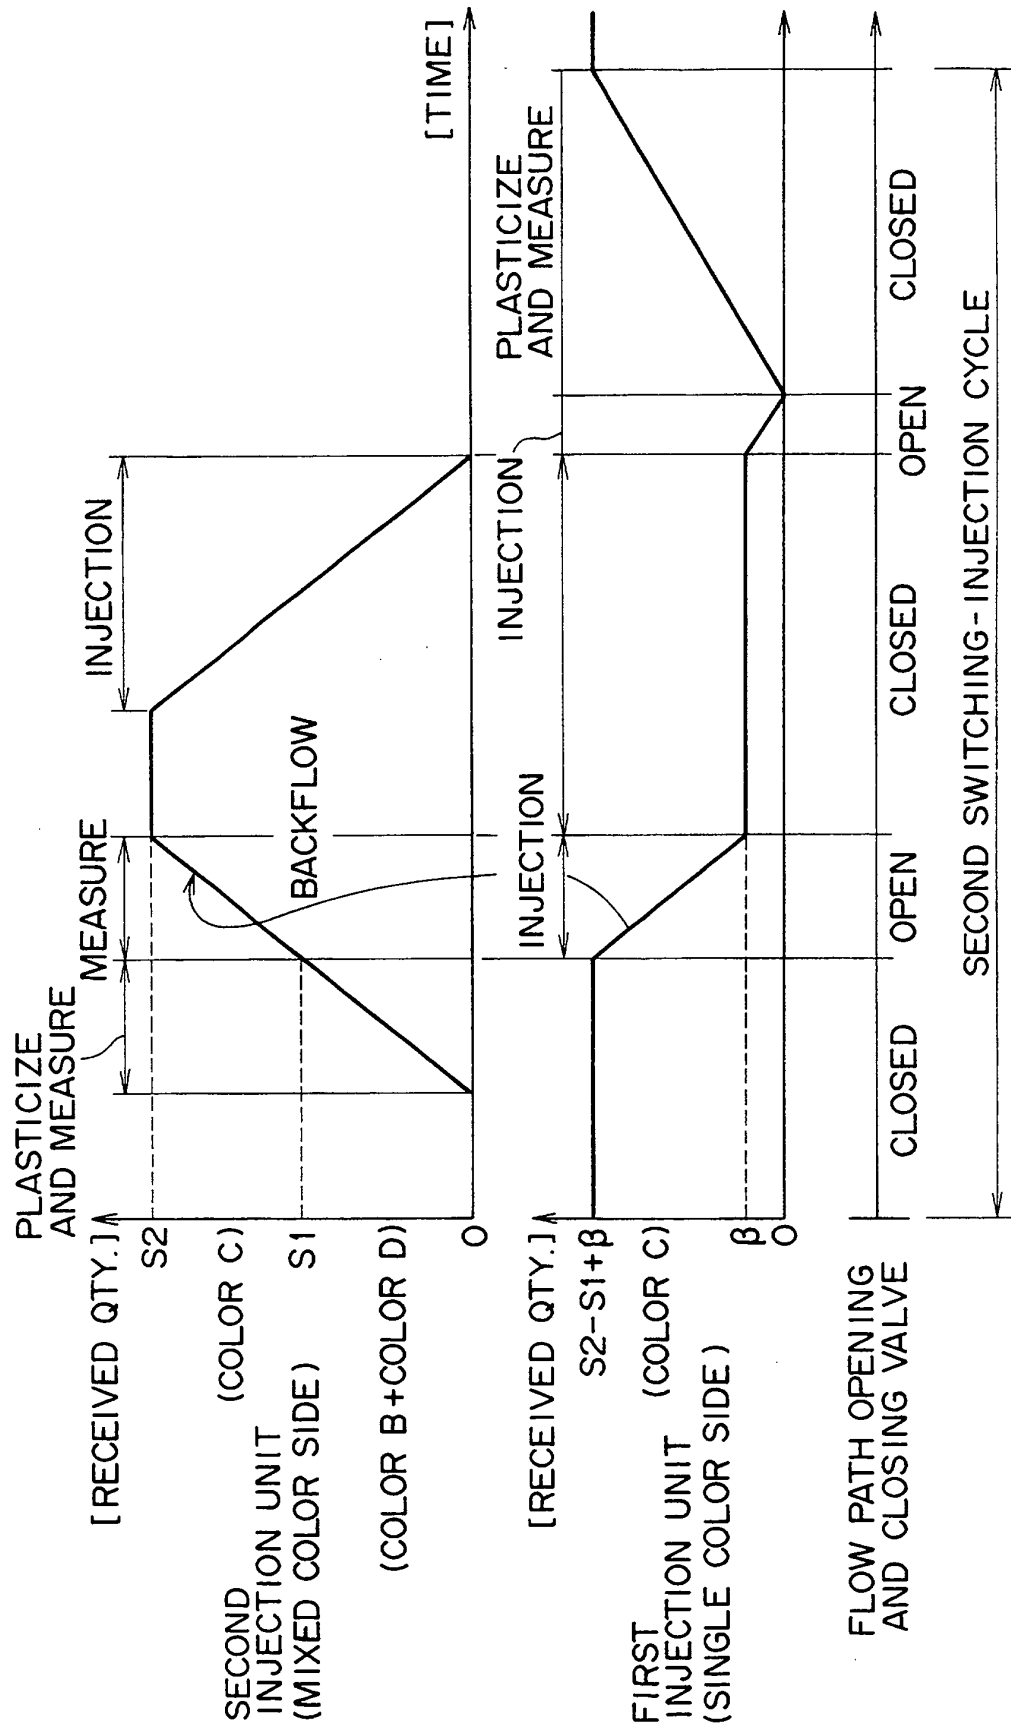 PLASTICIZE
AND MEASURE
MEASURE
INJECTION
[RECEIVED QTY.]
S2
(COLOR C)
S1
SECOND
INJECTION UNIT
(MIXED COLOR SIDE)
(COLOR B+COLOR D)
0
BACKFLOW
[TIME]
INJECTION
INJECTION
PLASTICIZE
AND MEASURE
[RECEIVED QTY.]
S2-S1+β
(COLOR C)
FIRST
INJECTION UNIT
(SINGLE COLOR SIDE)
β
0
FLOW PATH OPENING
AND CLOSING VALVE
CLOSED
OPEN
CLOSED
OPEN
CLOSED
SECOND SWITCHING-INJECTION CYCLE